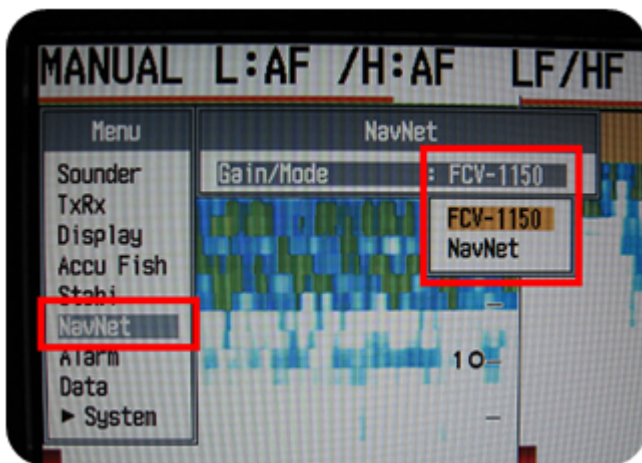 MANUAL L:AF /H:AF LF/HF
Menu
Sounder
TxRx
Display
Accu Fish
Stabi
NavNet
Alarm
Data
► System
NavNet
Gain/Mode : FCV-1150
FCV-1150
NavNet
10